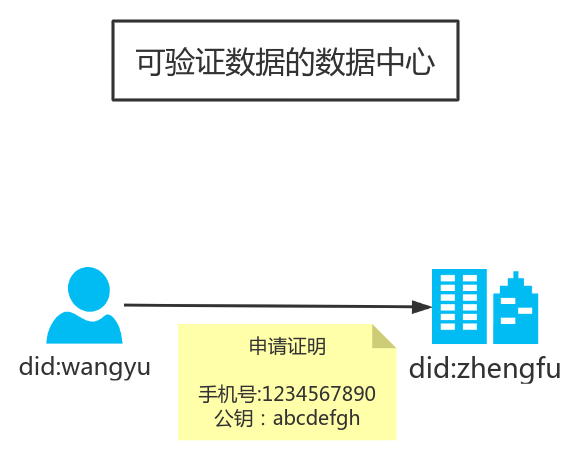 可验证数据的数据中心
did:wangyu
did:zhengfu
申请证明
手机号:1234567890
公钥：abcdefgh